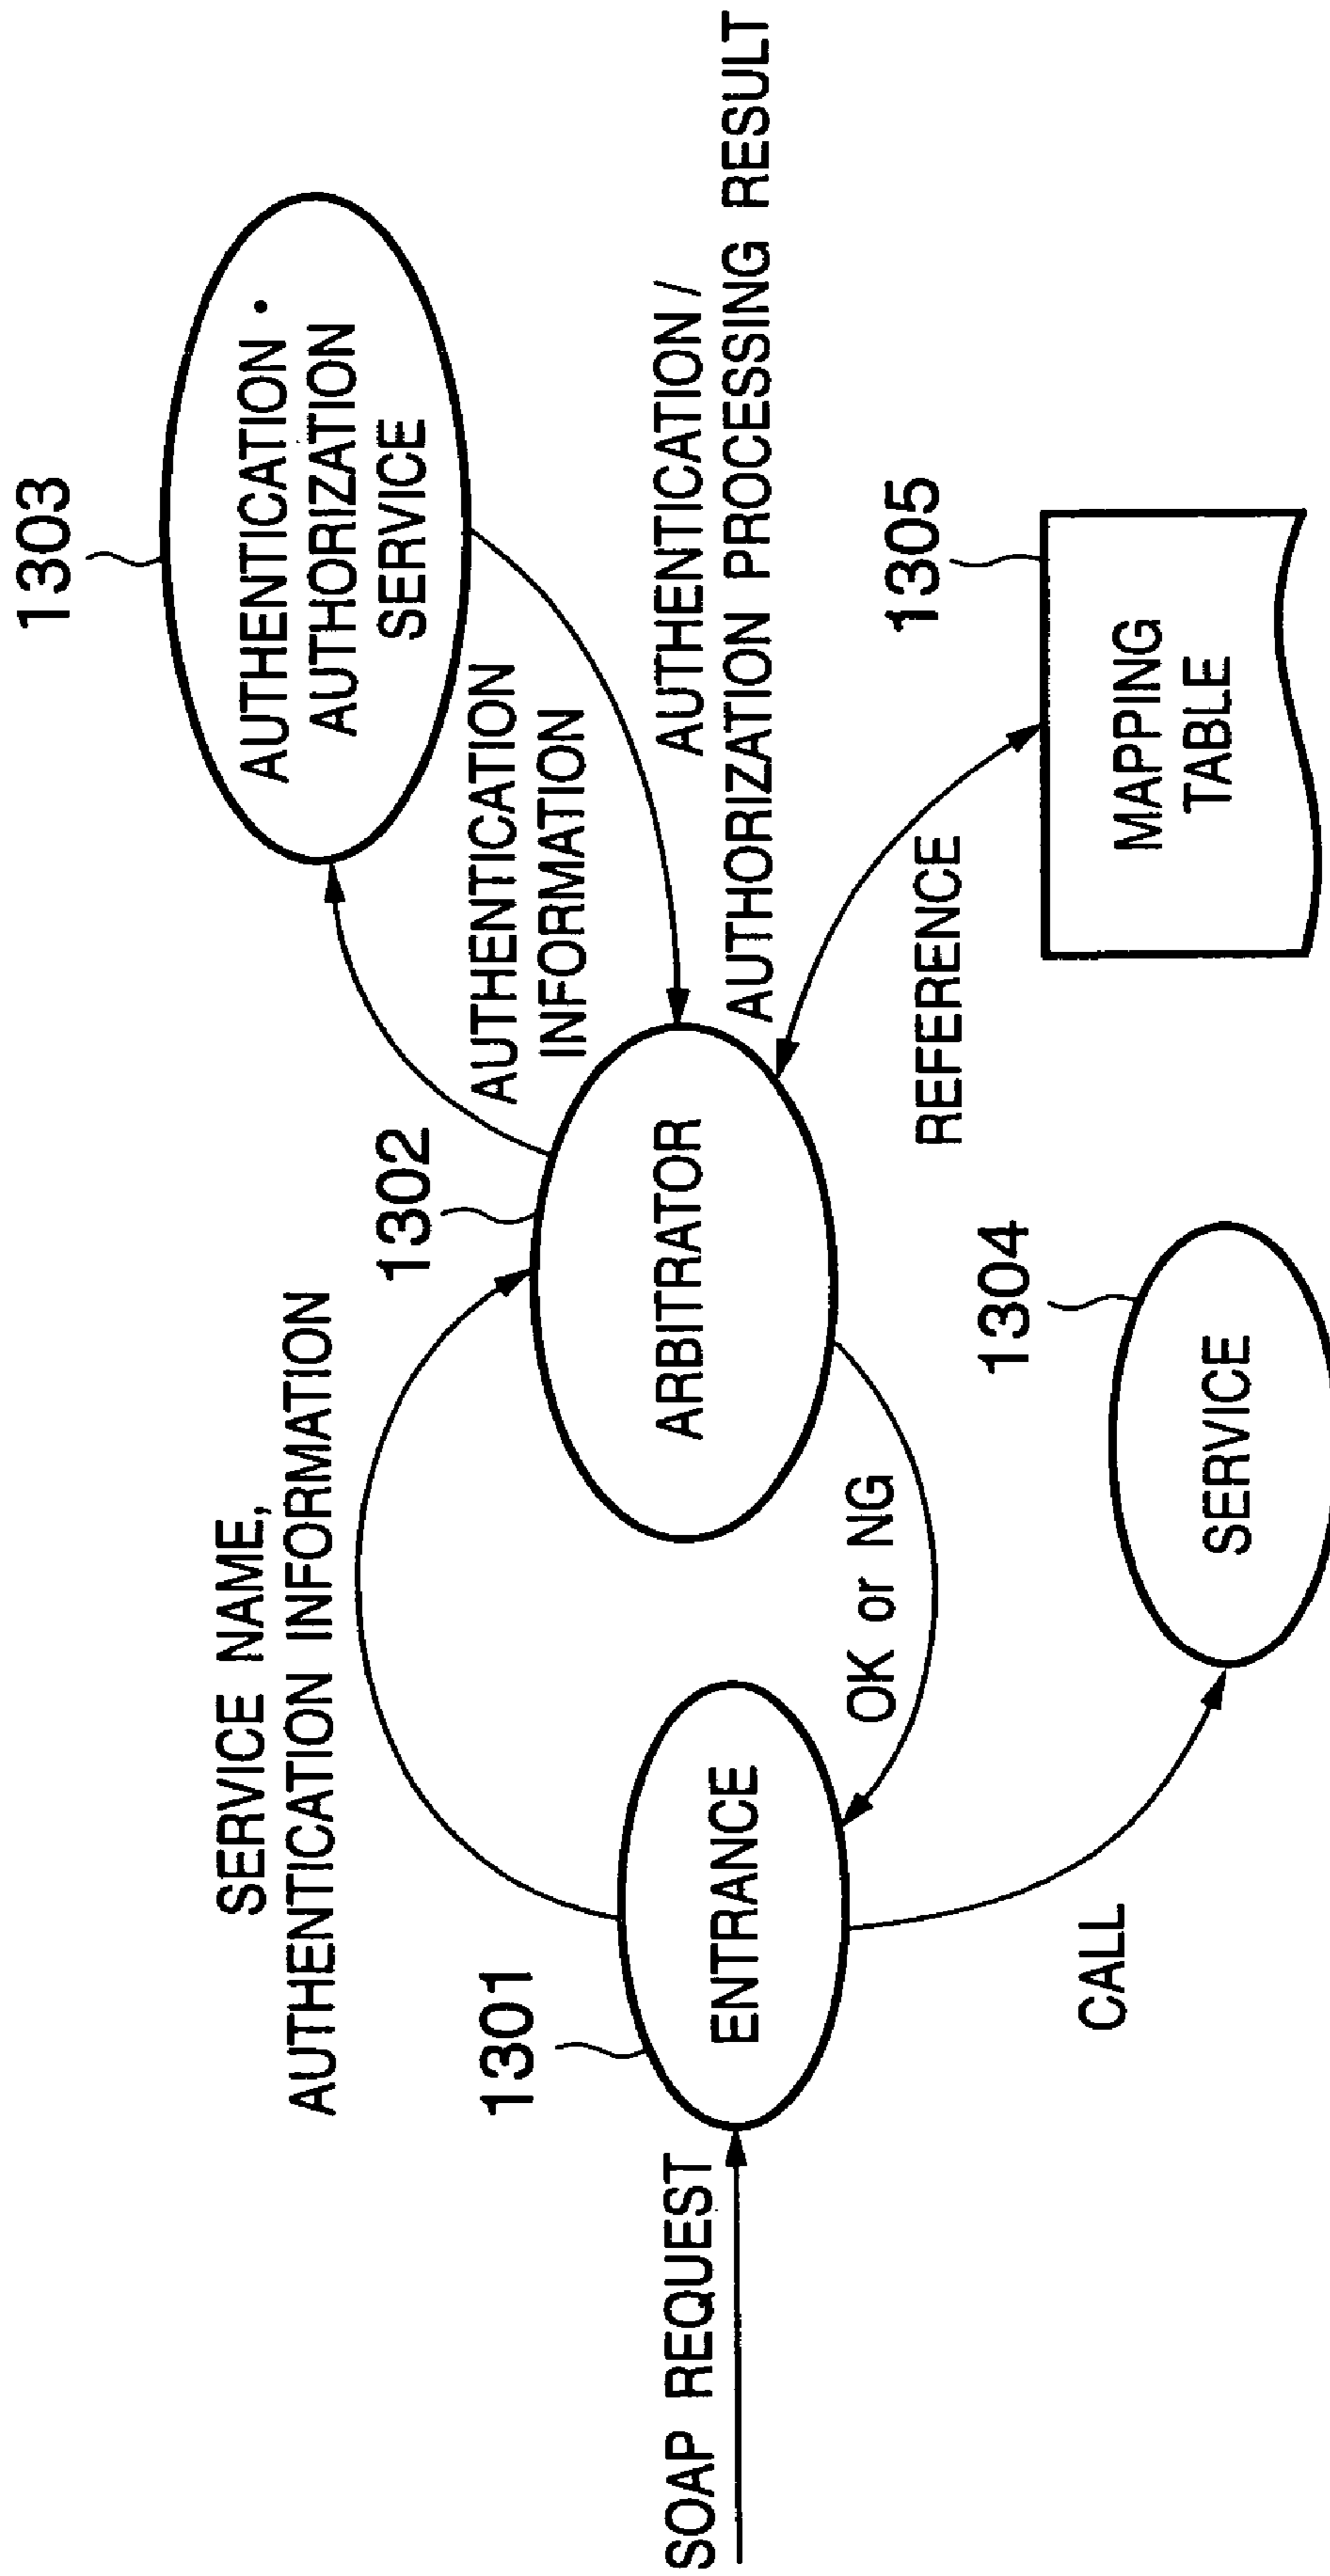 SOAP REQUEST
1301
ENTRANCE
SERVICE NAME,
AUTHENTICATION INFORMATION
OK or NG
CALL
1302
ARBITRATOR
1304
SERVICE
AUTHENTICATION
INFORMATION
1303
AUTHENTICATION ·
AUTHORIZATION
SERVICE
AUTHENTICATION /
AUTHORIZATION PROCESSING RESULT
REFERENCE
1305
MAPPING
TABLE